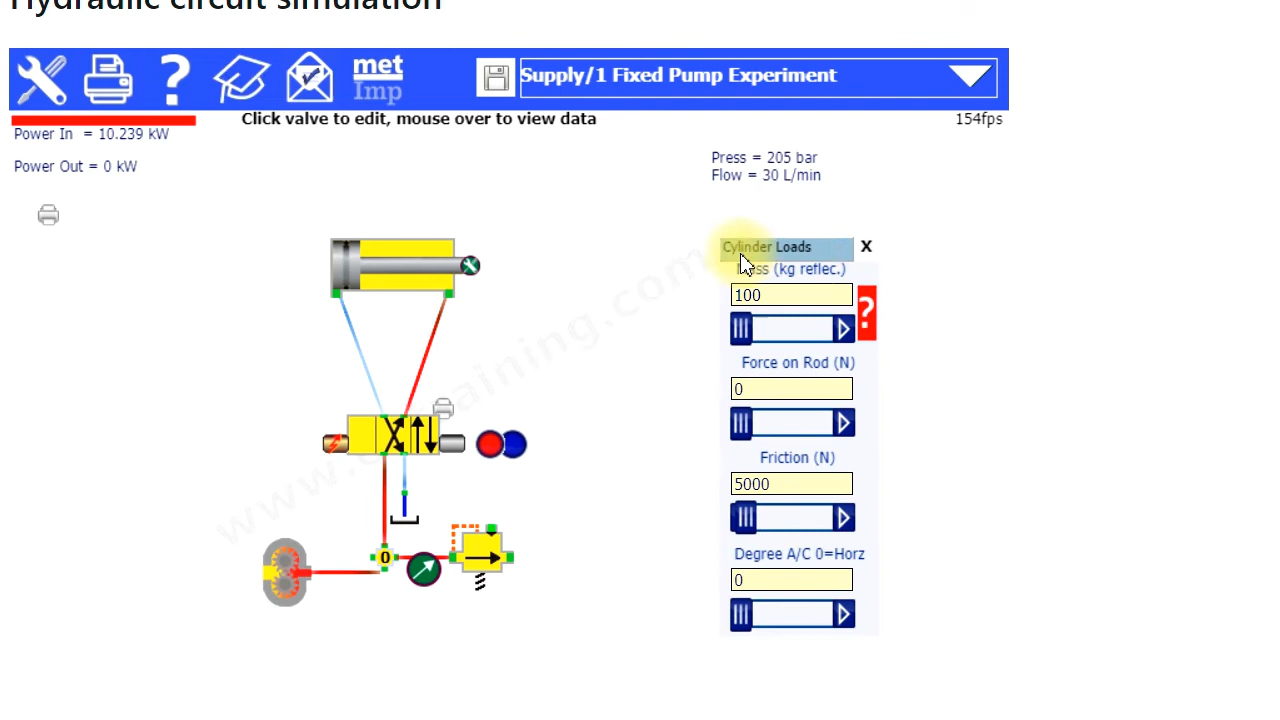 Hydraulic circuit simulation
met
Imp
Supply/1 Fixed Pump Experiment
Click valve to edit, mouse over to view data
154fps
Power In = 10.239 kW
Power Out = 0 kW
Press = 205 bar
Flow = 30 L/min
Cylinder Loads
X
(kg reflec.)
100
?
Force on Rod (N)
0
Friction (N)
5000
Degree A/C 0=Horz
0
0